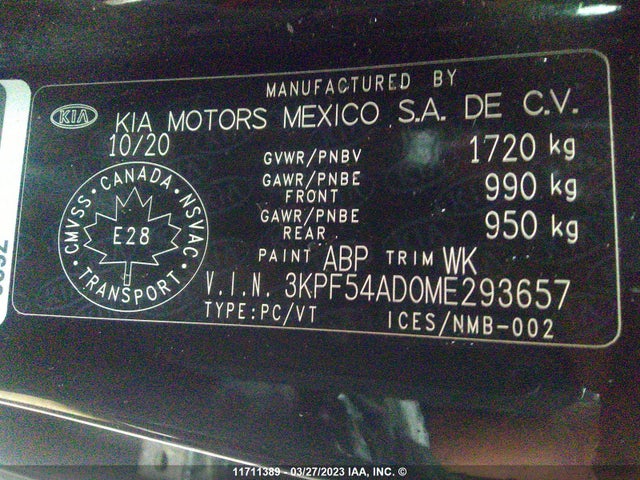 MANUFACTURED BY
KIA KIA MOTORS MEXICO S.A. DE C.V.
10/20
GVWR/PNBV 1720 kg
GAWR/PNBE FRONT 990 kg
GAWR/PNBE REAR 950 kg
CMVSS • CANADA • NSVAC • TRANSPORT •
E28
PAINT ABP TRIM WK
V.I.N. 3KPF54AD0ME293657
TYPE:PC/VT ICES/NMB-002
11711389 - 03/27/2023 IAA, INC. ©